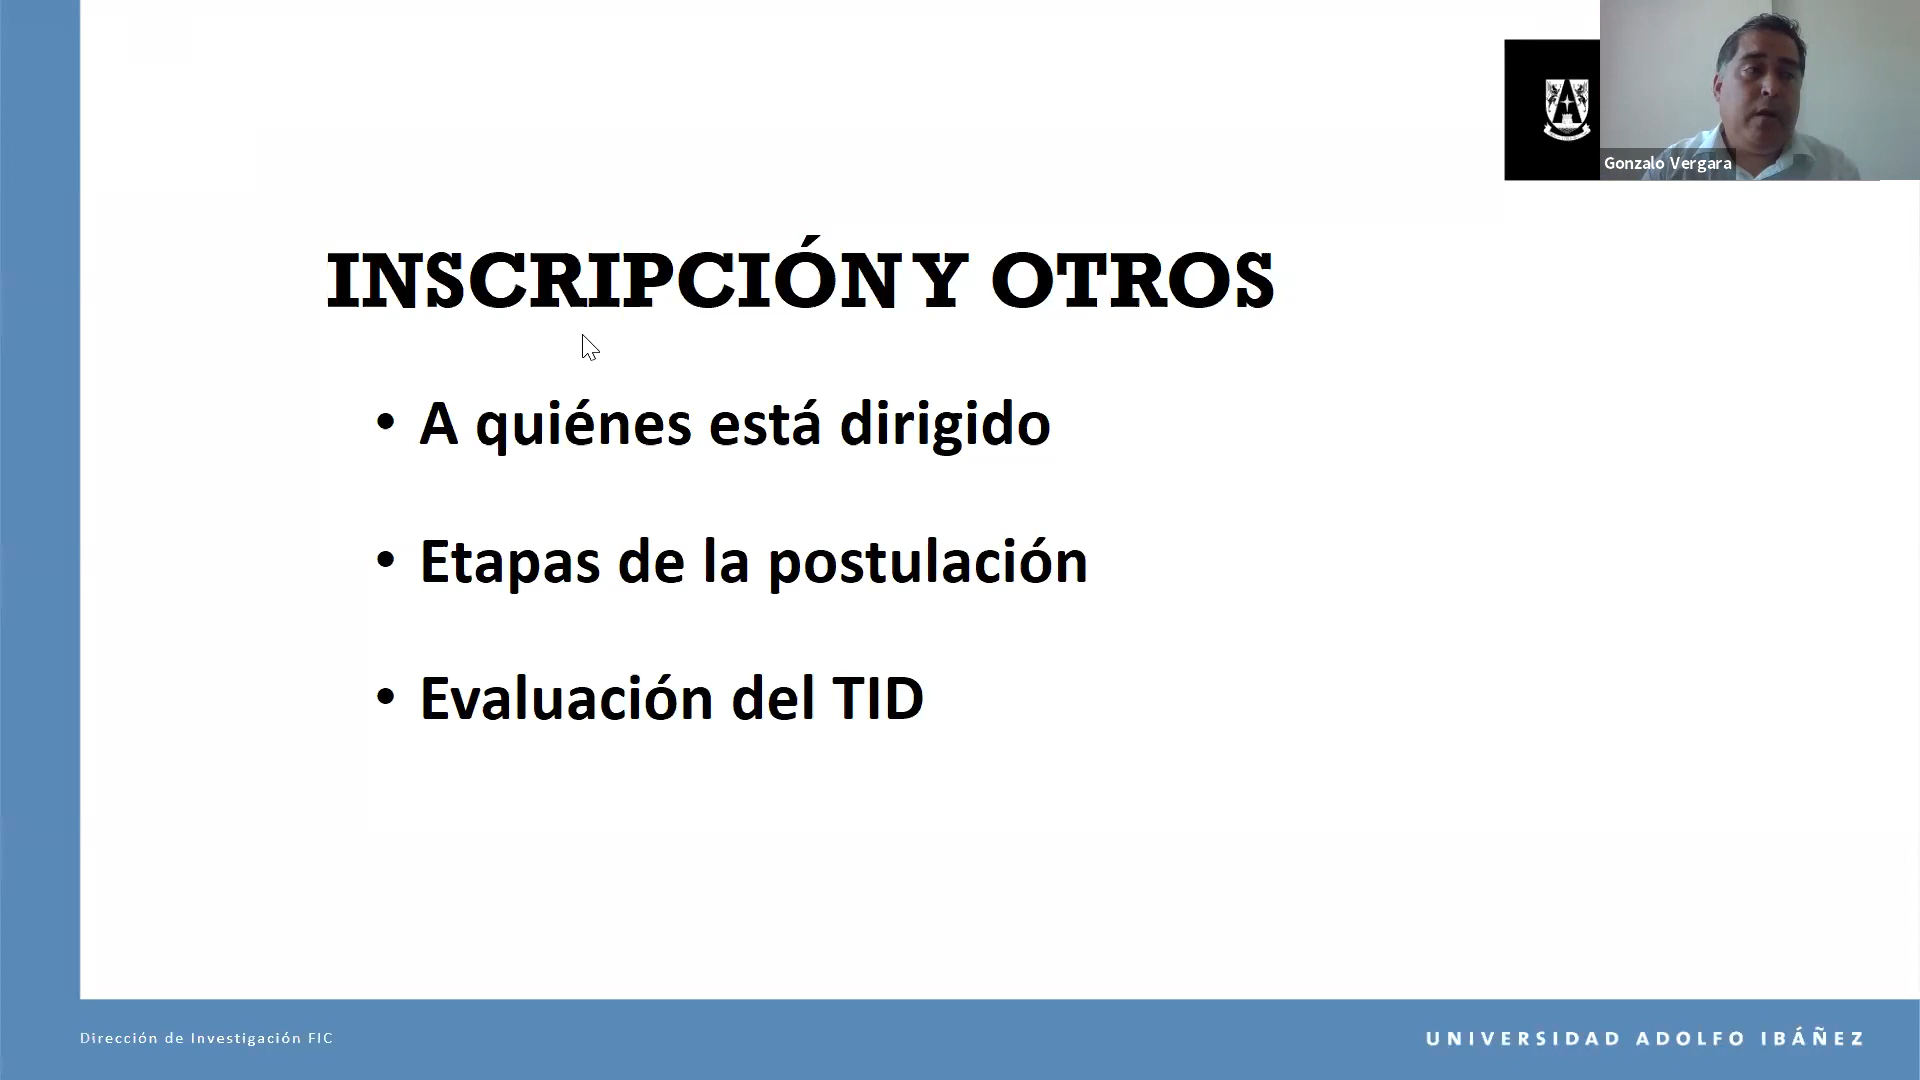 Gonzalo Vergara
INSCRIPCIÓN Y OTROS
• A quiénes está dirigido
• Etapas de la postulación
• Evaluación del TID
Dirección de Investigación FIC
UNIVERSIDAD ADOLFO IBÁÑEZ